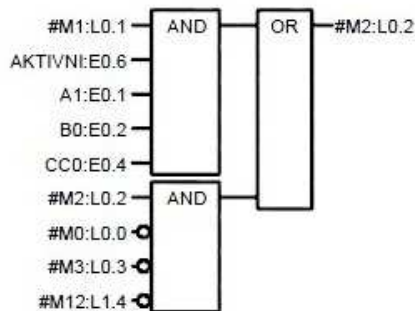 #M1:L0.1 AND OR #M2:L0.2
AKTIVNI:E0.6
A1:E0.1
B0:E0.2
CC0:E0.4
#M2:L0.2 AND
#M0:L0.0
#M3:L0.3
#M12:L1.4